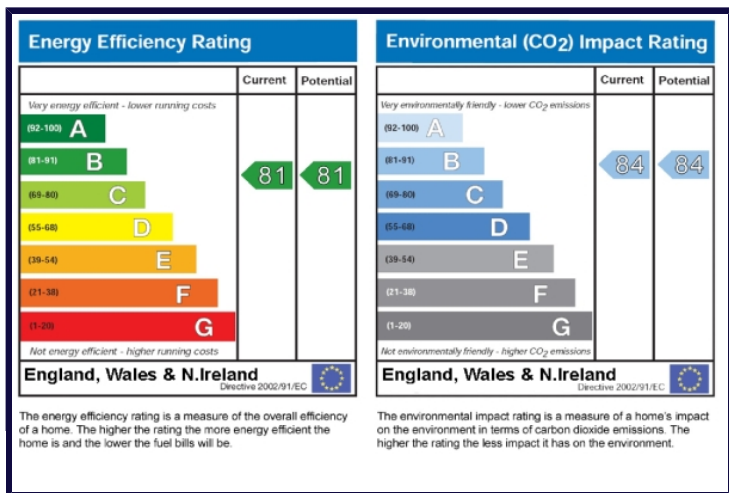 Energy Efficiency Rating
Current Potential
Very energy efficient - lower running costs
(92-100) A
(81-91) B
81 81
(69-80) C
(55-68) D
(39-54) E
(21-38) F
(1-20) G
Not energy efficient - higher running costs
England, Wales & N.Ireland
Directive 2002/91/EC
The energy efficiency rating is a measure of the overall efficiency
of a home. The higher the rating the more energy efficient the
home is and the lower the fuel bills will be.
Environmental (CO2) Impact Rating
Current Potential
Very environmentally friendly - lower CO2 emissions
(92-100) A
(81-91) B
84 84
(69-80) C
(55-68) D
(39-54) E
(21-38) F
(1-20) G
Not environmentally friendly - higher CO2 emissions
England, Wales & N.Ireland
Directive 2002/91/EC
The environmental impact rating is a measure of a home's impact
on the environment in terms of carbon dioxide emissions. The
higher the rating the less impact it has on the environment.